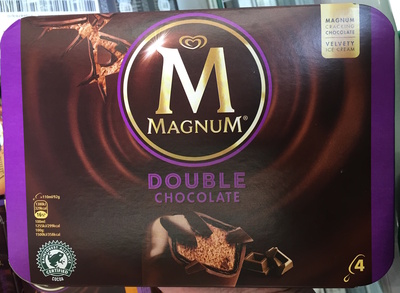 MAGNUM
CRACKING
CHOCOLATE
VELVETY
ICE CREAM
M
MAGNUM
DOUBLE
CHOCOLATE
CERTIFIED
COCOA
4